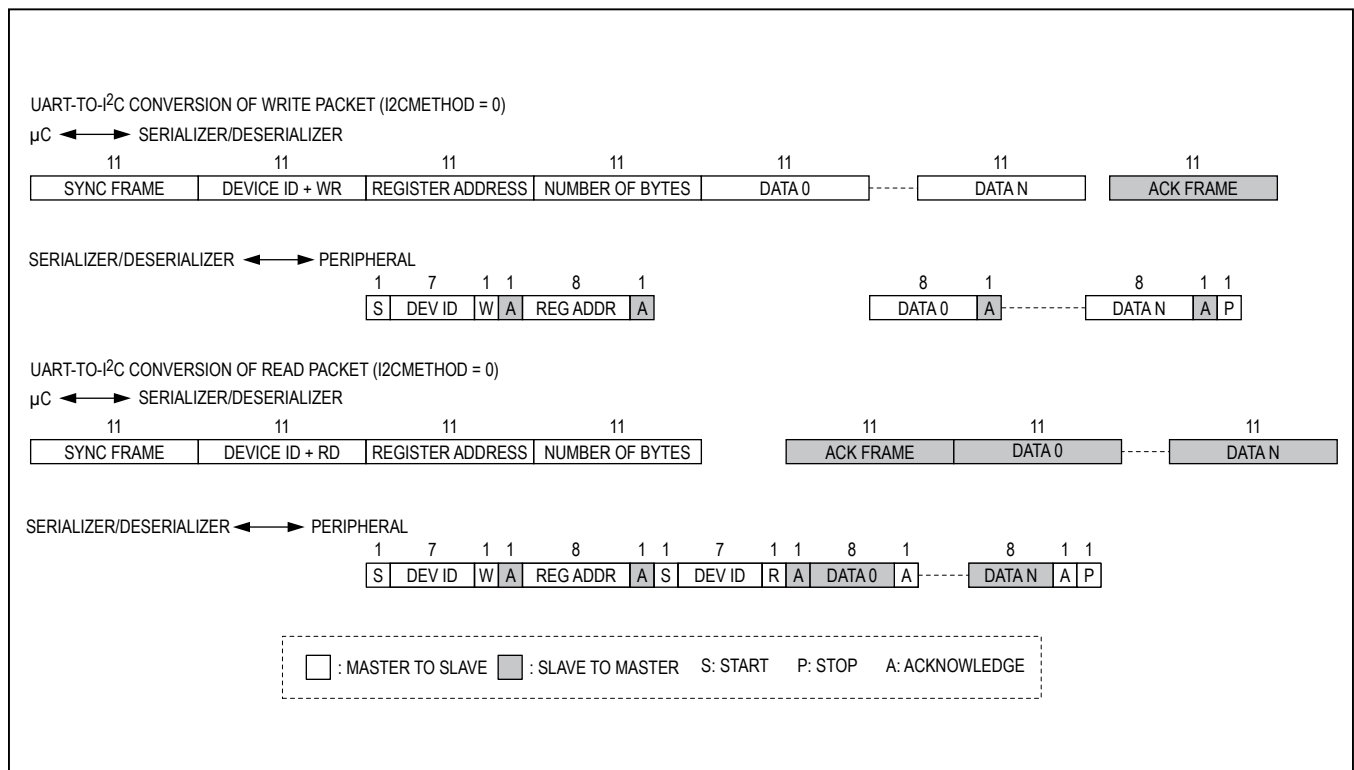 UART-TO-I2C CONVERSION OF WRITE PACKET (I2CMETHOD = 0)
µC SERIALIZER/DESERIALIZER
11 11 11 11 11 11 11
SYNC FRAME DEVICE ID + WR REGISTER ADDRESS NUMBER OF BYTES DATA 0 DATA N ACK FRAME
SERIALIZER/DESERIALIZER PERIPHERAL
1 7 1 1 8 1 8 1 8 1 1
S DEV ID W A REG ADDR A DATA 0 A DATA N A P
UART-TO-I2C CONVERSION OF READ PACKET (I2CMETHOD = 0)
µC SERIALIZER/DESERIALIZER
11 11 11 11 11 11 11
SYNC FRAME DEVICE ID + RD REGISTER ADDRESS NUMBER OF BYTES ACK FRAME DATA 0 DATA N
SERIALIZER/DESERIALIZER PERIPHERAL
1 7 1 1 8 1 1 7 1 1 8 1 8 1 1
S DEV ID W A REG ADDR A S DEV ID R A DATA 0 A DATA N A P
: MASTER TO SLAVE : SLAVE TO MASTER S: START P: STOP A: ACKNOWLEDGE